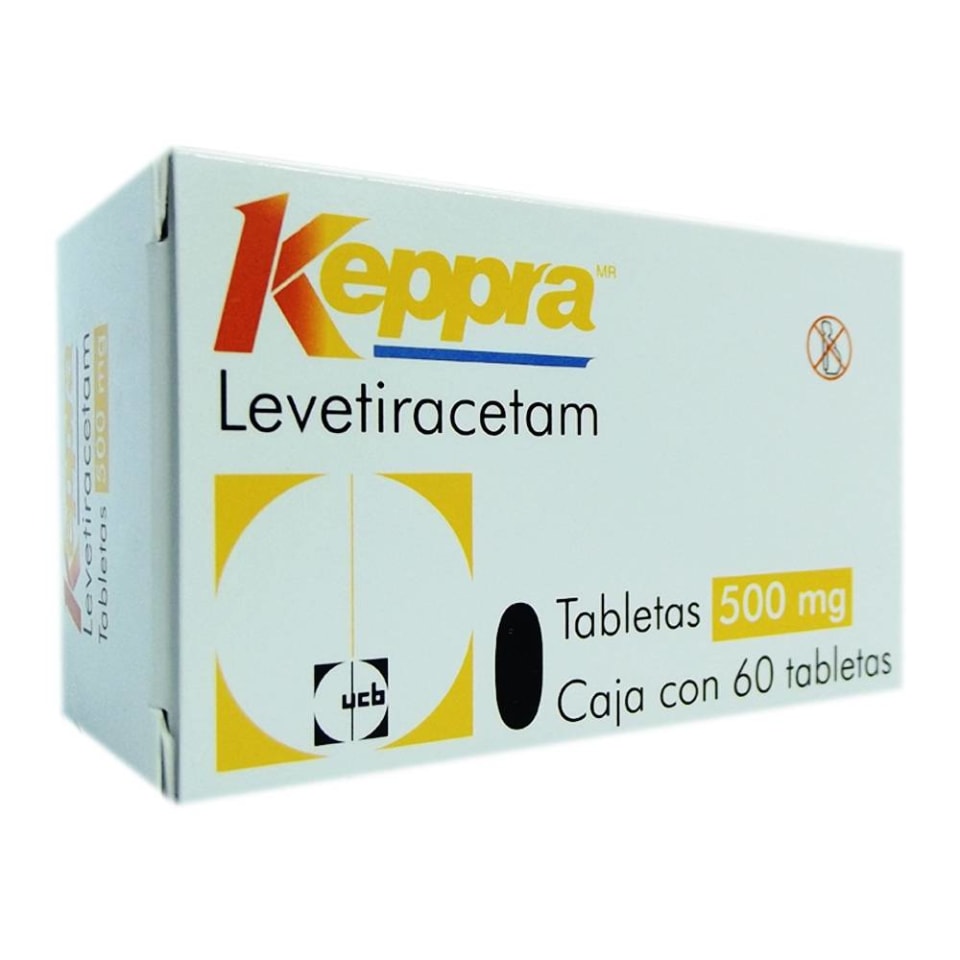 Keppra MR
Levetiracetam
ucb
Tabletas 500 mg
Caja con 60 tabletas
Keppra
Levetiracetam
Tabletas 500 mg